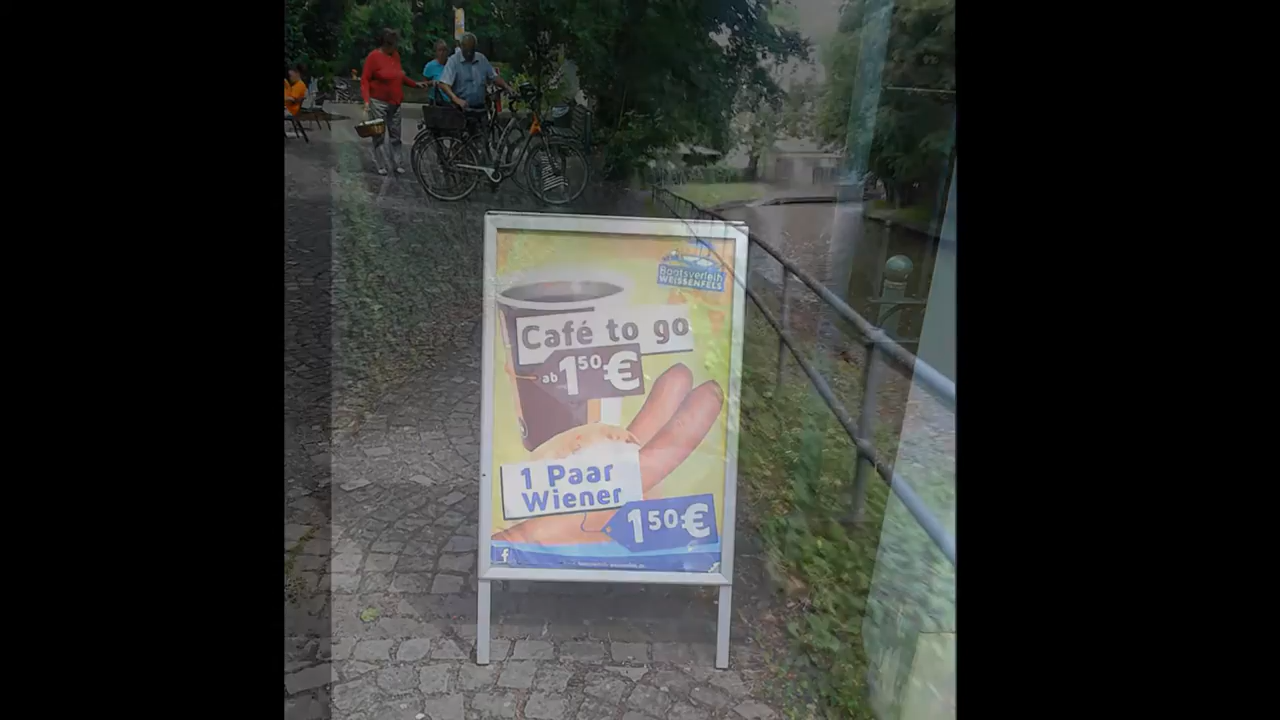 Bootsverleih
WEISSENFELS
Café to go
ab 150€
1 Paar
Wiener
150€
f